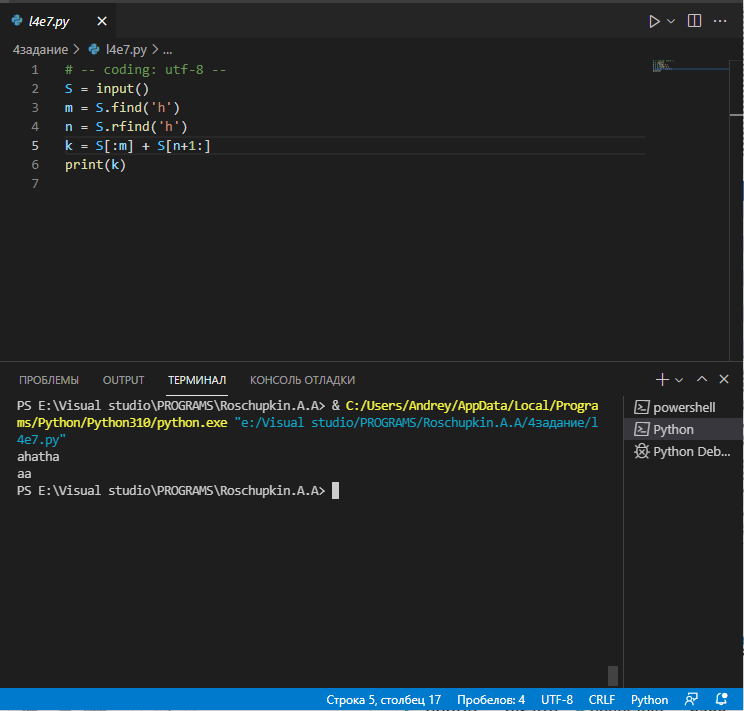 l4e7.py
4задание > l4e7.py > ...
1 # -- coding: utf-8 --
2 S = input()
3 m = S.find('h')
4 n = S.rfind('h')
5 k = S[:m] + S[n+1:]
6 print(k)
7
ПРОБЛЕМЫ OUTPUT ТЕРМИНАЛ КОНСОЛЬ ОТЛАДКИ
PS E:\Visual studio\PROGRAMS\Roschupkin.A.A> & C:/Users/Andrey/AppData/Local/Progra
ms/Python/Python310/python.exe "e:/Visual studio/PROGRAMS/Roschupkin.A.A/4задание/l
4e7.py"
ahatha
aa
PS E:\Visual studio\PROGRAMS\Roschupkin.A.A>
powershell
Python
Python Deb...
Строка 5, столбец 17 Пробелов: 4 UTF-8 CRLF Python